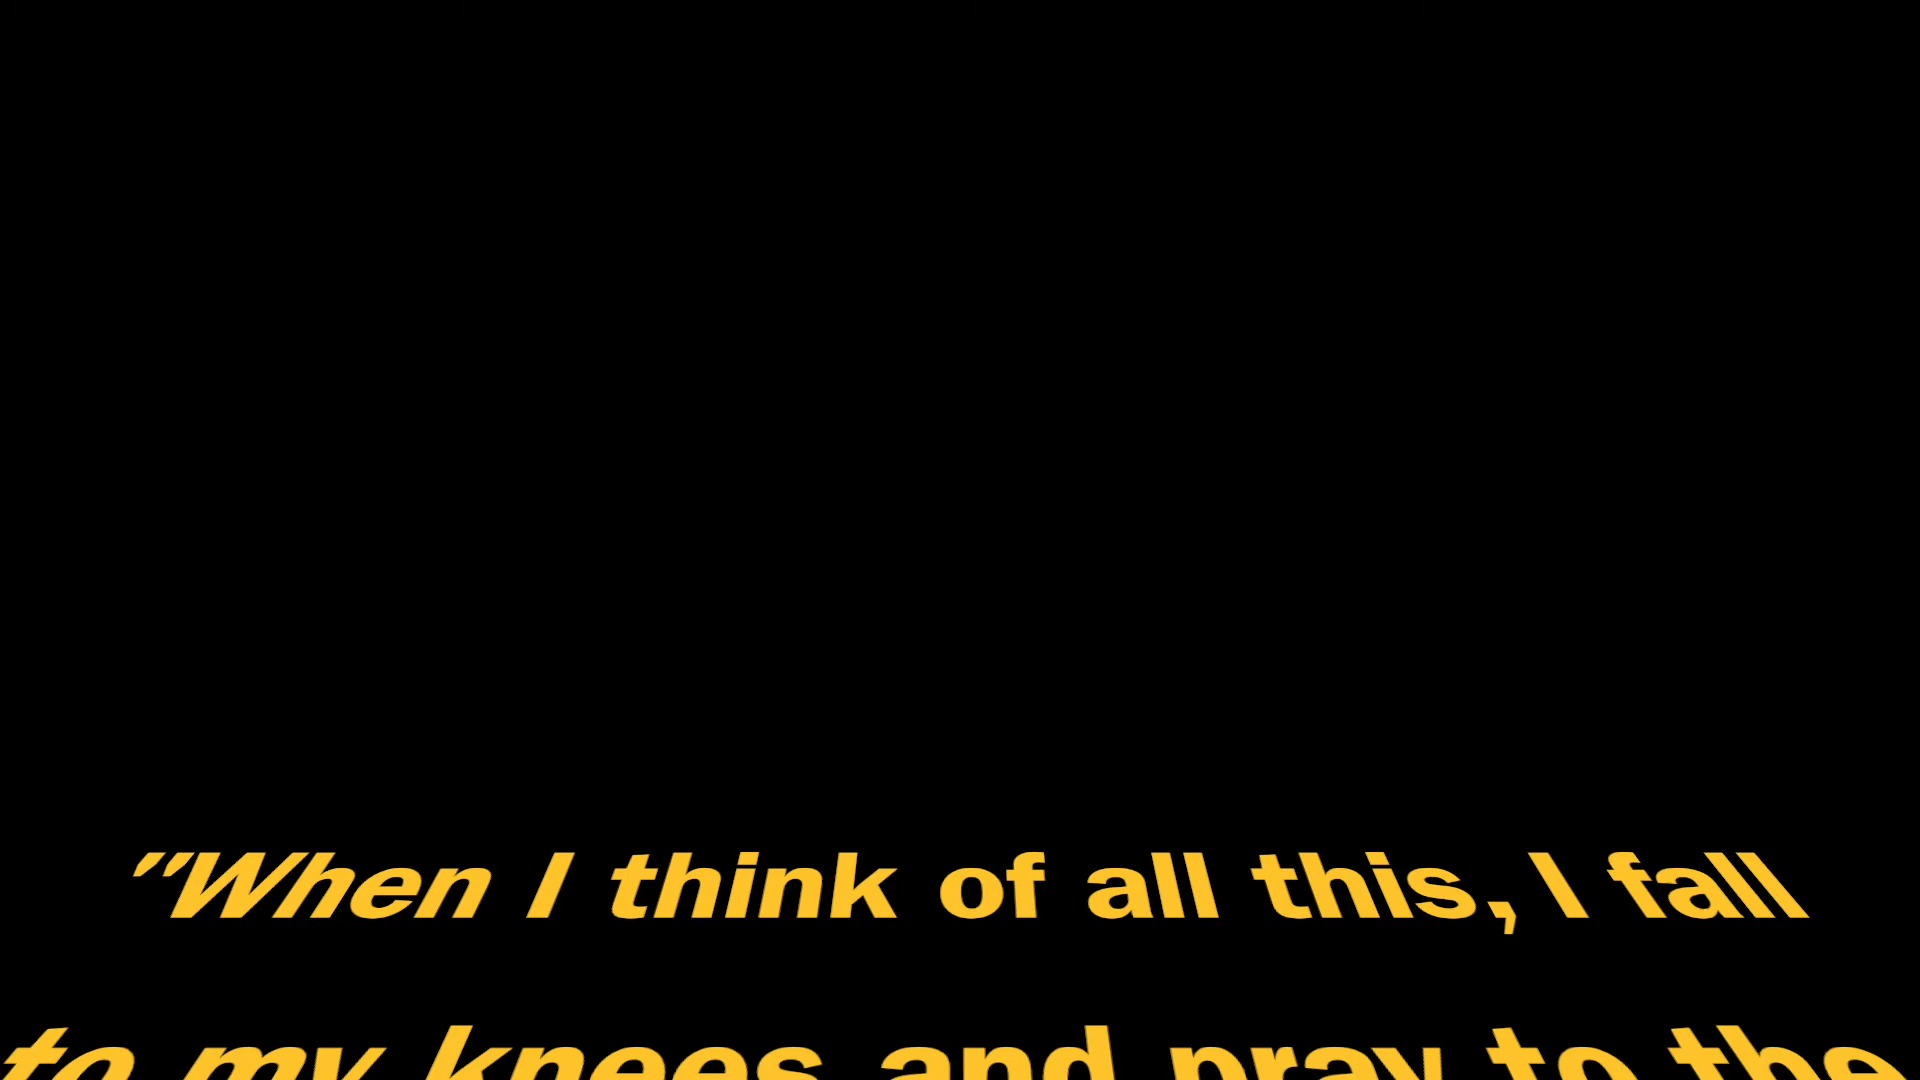 "When I think of all this, I fall
to my knees and pray to the